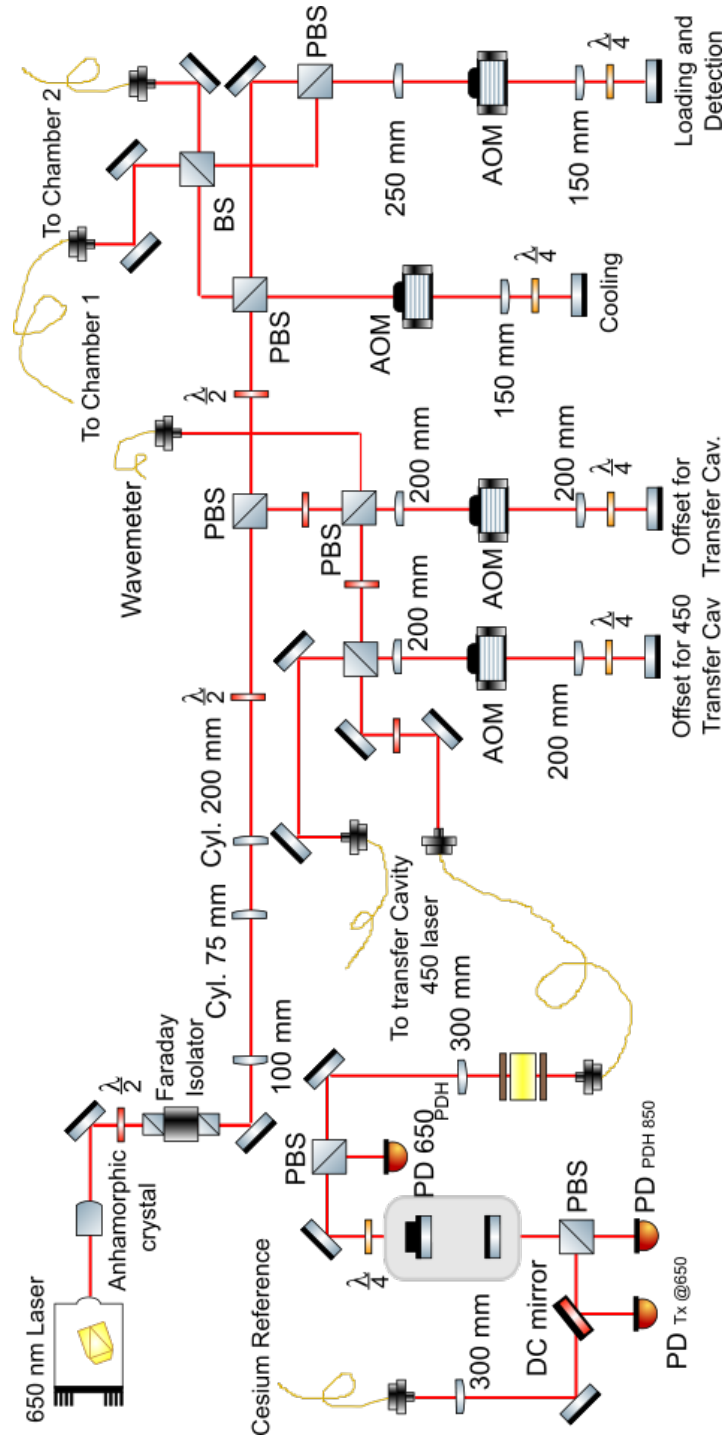 650 nm Laser
Anhamorphic
crystal
λ
2
Faraday
Isolator
100 mm
Cyl. 75 mm
Cyl. 200 mm
λ
2
PBS
Wavemeter
λ
2
To Chamber 1
To Chamber 2
PBS
BS
PBS
250 mm
AOM
150 mm
λ
4
Loading and
Detection
AOM
150 mm
λ
4
Cooling
PBS
200 mm
AOM
200 mm
λ
4
Offset for
Transfer Cav.
200 mm
AOM
200 mm
λ
4
Offset for 450
Transfer Cav
To transfer Cavity
450 laser
300 mm
PBS
PD 650 PDH
λ
4
Cesium Reference
300 mm
DC mirror
PBS
PD PDH 850
PD Tx @650